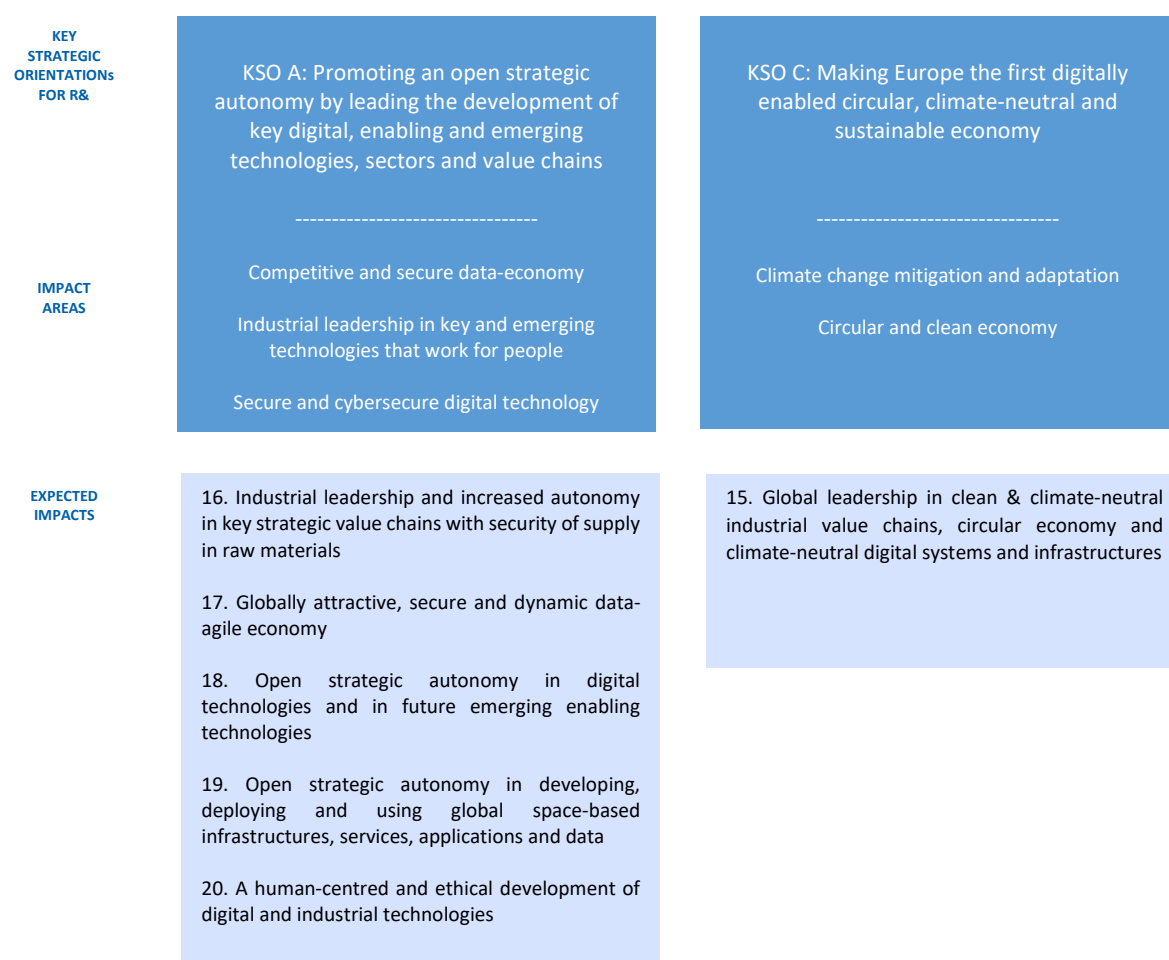 KEY
STRATEGIC
ORIENTATIONs
FOR R&
KSO A: Promoting an open strategic
autonomy by leading the development of
key digital, enabling and emerging
technologies, sectors and value chains
----------------------------------
KSO C: Making Europe the first digitally
enabled circular, climate-neutral and
sustainable economy
----------------------------------
IMPACT
AREAS
Competitive and secure data-economy
Industrial leadership in key and emerging
technologies that work for people
Secure and cybersecure digital technology
Climate change mitigation and adaptation
Circular and clean economy
EXPECTED
IMPACTS
16. Industrial leadership and increased autonomy
in key strategic value chains with security of supply
in raw materials
17. Globally attractive, secure and dynamic data-
agile economy
18. Open strategic autonomy in digital
technologies and in future emerging enabling
technologies
19. Open strategic autonomy in developing,
deploying and using global space-based
infrastructures, services, applications and data
20. A human-centred and ethical development of
digital and industrial technologies
15. Global leadership in clean & climate-neutral
industrial value chains, circular economy and
climate-neutral digital systems and infrastructures